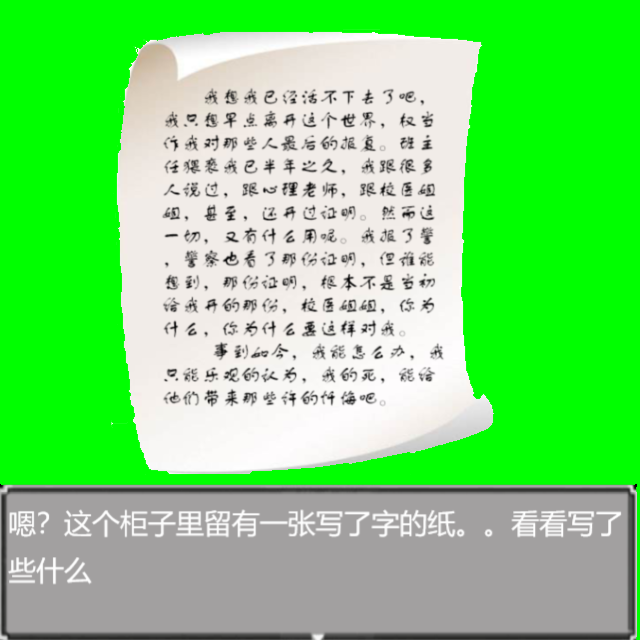 我想我已经活不下去了吧，
我只想早点离开这个世界，权当
作我对那些人最后的报复。班主
任猥亵我已半年之久，我跟很多
人说过，跟心理老师，跟校医姐
姐，甚至，还开过证明。然而这
一切，又有什么用呢。我报了警
，警察也看了那份证明，但谁能
想到，那份证明，根本不是当初
给我开的那份，校医姐姐，你为
什么，你为什么要这样对我。
事到如今，我能怎么办，我
只能乐观的认为，我的死，能给
他们带来那些许的忏悔吧。
嗯？这个柜子里留有一张写了字的纸。。看看写了
些什么